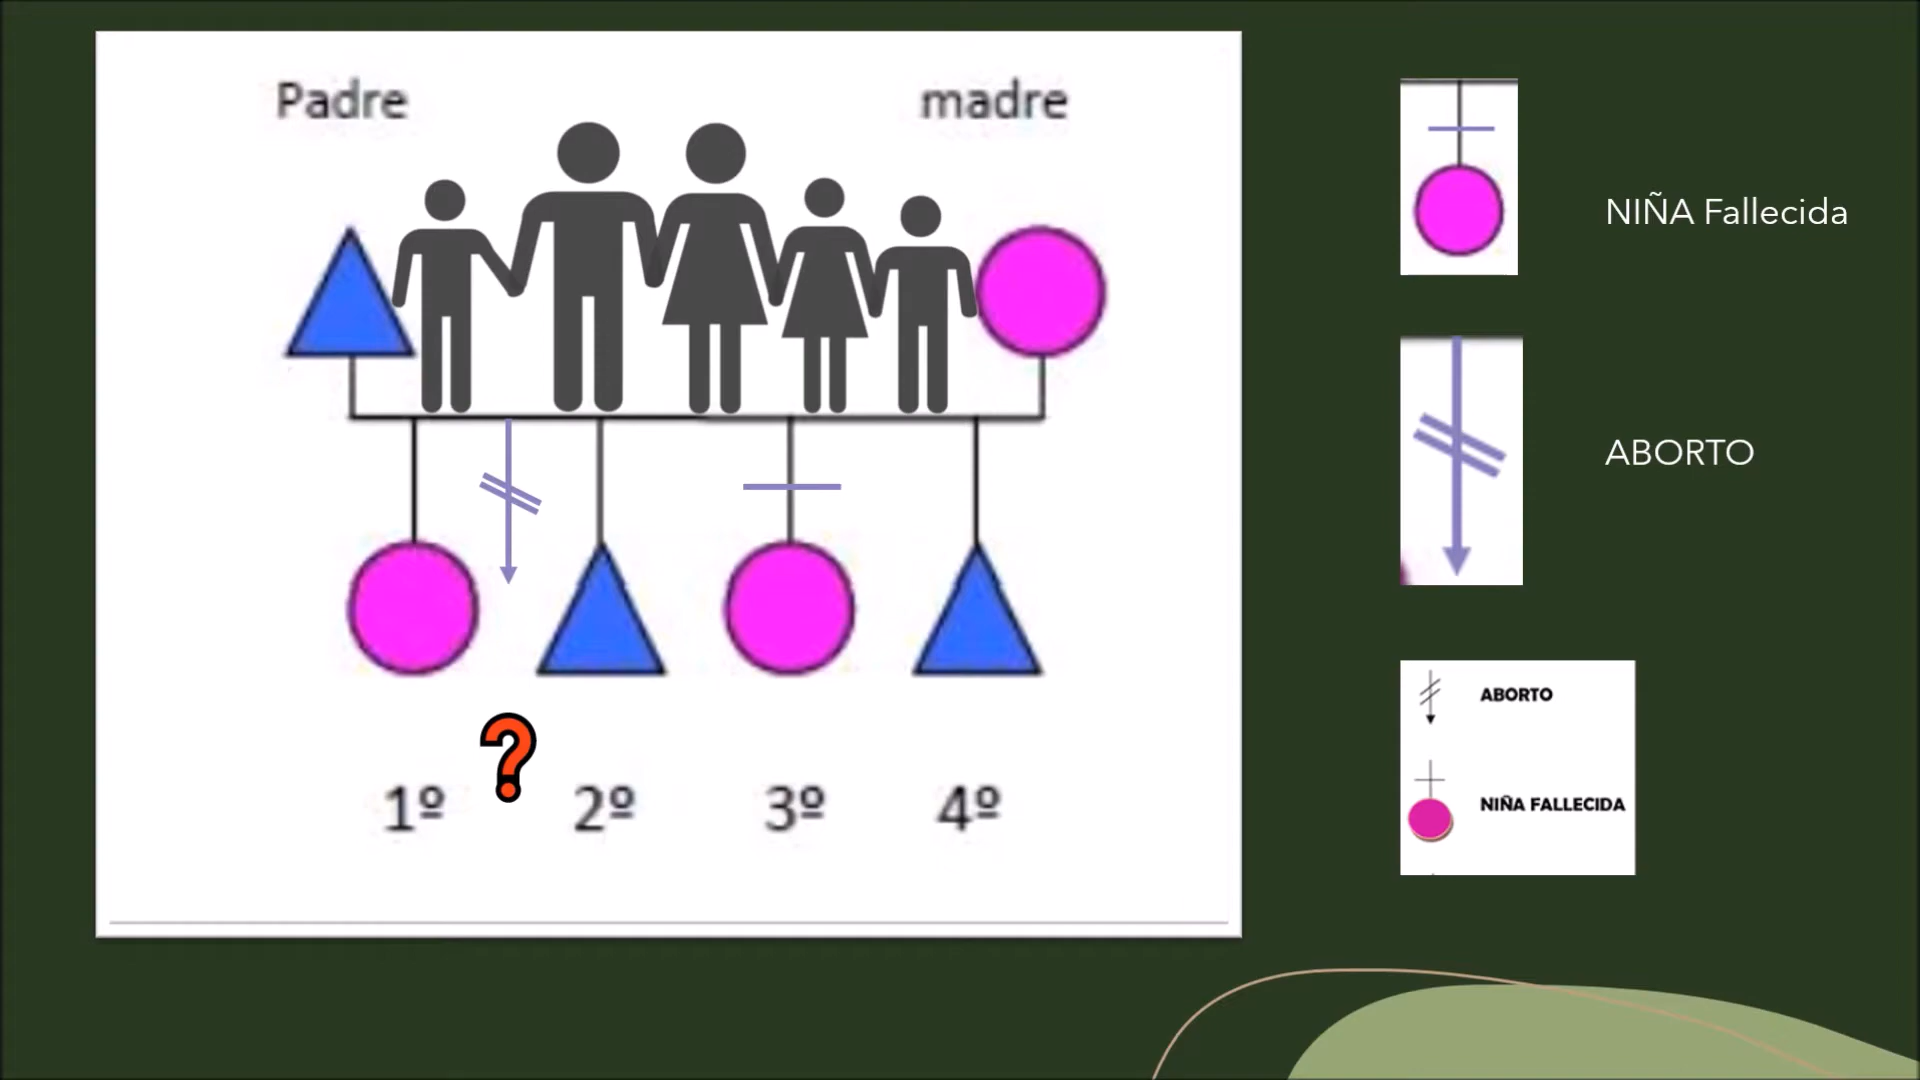 Padre
madre
?
1º
2º
3º
4º
NIÑA Fallecida
ABORTO
ABORTO
NIÑA FALLECIDA